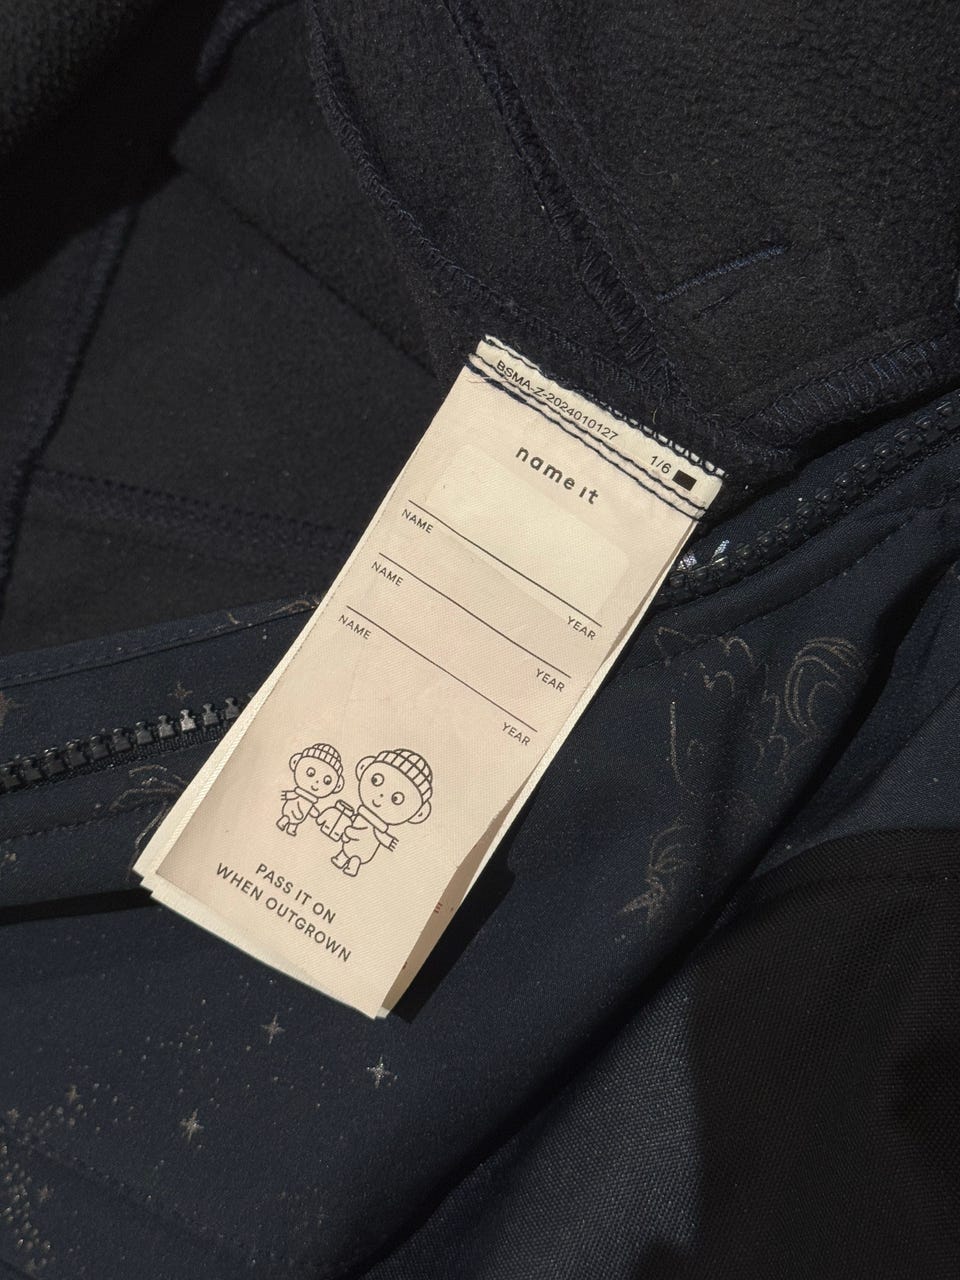 BSMA-Z-2024010127 1/6
name it
NAME YEAR
NAME YEAR
NAME YEAR
PASS IT ON
WHEN OUTGROWN